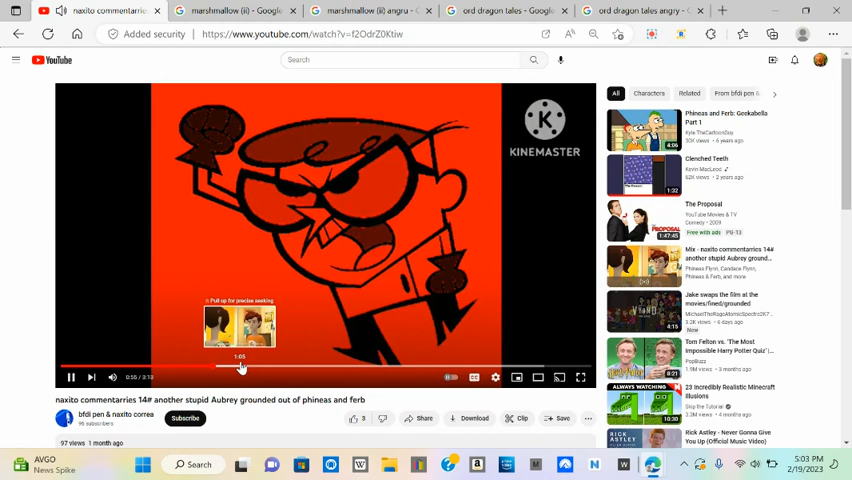 naxito commentarries
marshmallow (ii) - Google
marshmallow (ii) angru - G
ord dragon tales - Google
ord dragon tales angry - G
Added security
https://www.youtube.com/watch?v=f2OdrZ0Ktiw
YouTube
Search
K
KINEMASTER
Pull up for precise seeking
1:05
0:55 / 3:13
naxito commentarries 14# another stupid Aubrey grounded out of phineas and ferb
bfdi pen & naxito correa
96 subscribers
Subscribe
3
Share
Download
Clip
Save
97 views 1 month ago
All
Characters
Related
From bfdi pen &
Phineas and Ferb: Geekabella
Part 1
Kyle TheCartoonGuy
30K views • 6 years ago
4:06
Clenched Teeth
Kevin MacLeod
62K views • 2 years ago
1:32
The Proposal
YouTube Movies & TV
Comedy • 2009
Free with ads PG-13
1:47:45
Mix - naxito commentarries 14#
another stupid Aubrey ground...
Phineas Flynn, Candace Flynn,
Phineas & Ferb, and more
Jake swaps the film at the
movies/fined/grounded
MichaelTheRagoAtomicSpectro2K7...
3.2K views • 6 days ago
VYOND
4:15
Tom Felton vs. 'The Most
Impossible Harry Potter Quiz' |...
PopBuzz
1.9M views • 3 months ago
8:21
ALWAYS WATCHING
23 Incredibly Realistic Minecraft
Illusions
Skip the Tutorial
10:30
Rick Astley - Never Gonna Give
You Up (Official Music Video)
Rick Astley
AVGO
News Spike
Search
5:03 PM
2/19/2023